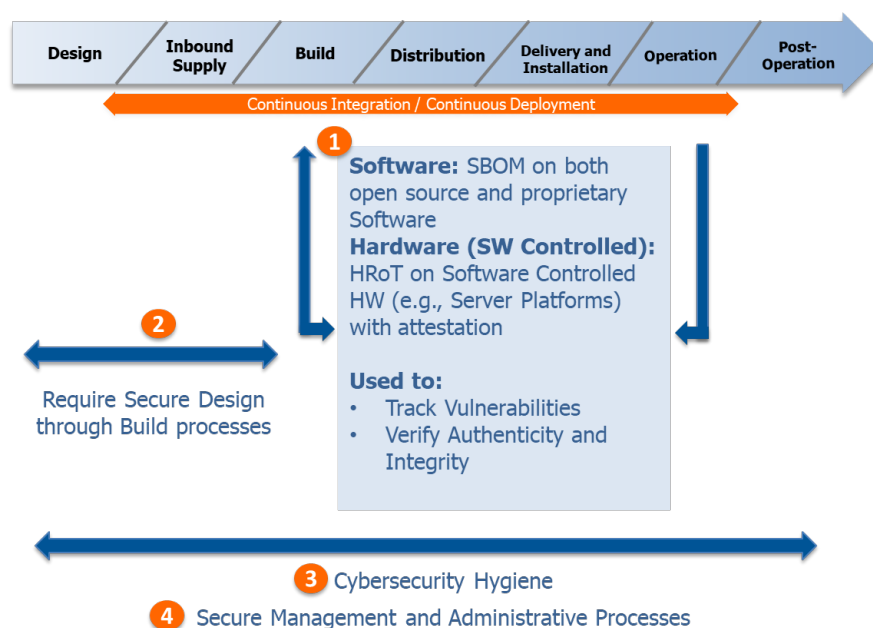 Design
Inbound
Supply
Build
Distribution
Delivery and
Installation
Operation
Post-
Operation
Continuous Integration / Continuous Deployment
1
Software: SBOM on both
open source and proprietary
Software
Hardware (SW Controlled):
HRoT on Software Controlled
HW (e.g., Server Platforms)
with attestation
Used to:
• Track Vulnerabilities
• Verify Authenticity and
Integrity
2
Require Secure Design
through Build processes
3 Cybersecurity Hygiene
4 Secure Management and Administrative Processes